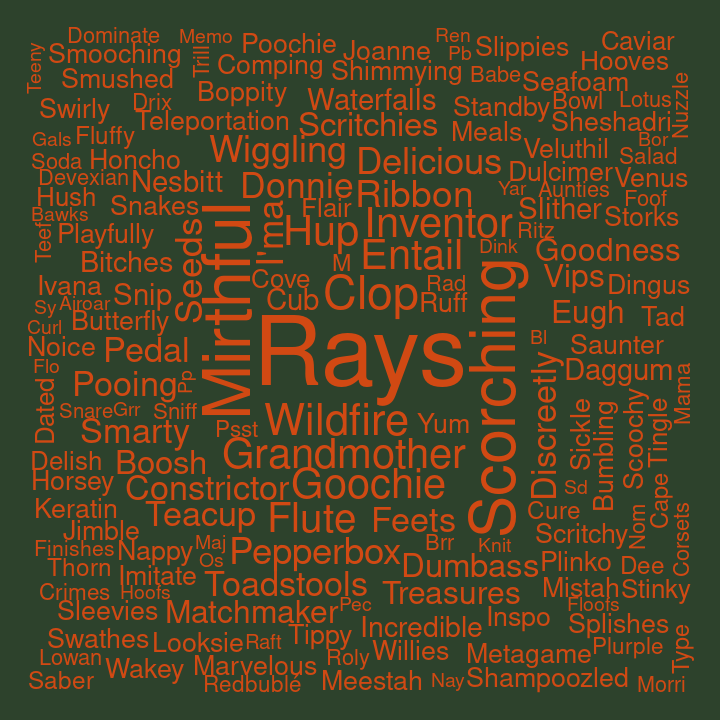 Dominate
Memo
Ren
Caviar
Smooching
Trill
Poochie
Joanne
Pb
Slippies
Hooves
Teeny
Smushed
Comping
Shimmying
Babe
Seafoam
Nuzzle
Swirly
Drix
Boppity
Waterfalls
Standby
Bowl
Lotus
Teleportation
Scritchies
Meals
Sheshadri
Gals
Fluffy
Wiggling
Delicious
Veluthil
Bor
Soda
Honcho
Dulcimer
Salad
Devexian
Nesbitt
Donnie
Ribbon
Yar
Aunties
Venus
Hush
Snakes
Flair
Inventor
Slither
Foof
Bawks
Mirthful
I'ma
Hup
Ritz
Storks
Teef
Playfully
Seeds
M
Entail
Dink
Goodness
Bitches
Cove
Rad
Vips
Dingus
Ivana
Snip
Cub
Clop
Ruff
Scorching
Sy
Airoar
Eugh
Tad
Curl
Butterfly
Rays
Bl
Saunter
Noice
Pedal
Daggum
Flo
Pooing
Pp
Discreetly
Mama
Dated
Snare
Grr
Sniff
Wildfire
Yum
Sickle
Bumbling
Scoochy
Tingle
Smarty
Psst
Delish
Boosh
Grandmother
Horsey
Constrictor
Goochie
Sd
Cape
Keratin
Teacup
Flute
Feets
Cure
Nom
Corsets
Jimble
Scritchy
Finishes
Nappy
Maj
Os
Pepperbox
Brr
Knit
Thorn
Imitate
Dumbass
Plinko
Dee
Crimes
Hoofs
Toadstools
Treasures
Mistah
Stinky
Sleevies
Matchmaker
Pec
Incredible
Inspo
Floofs
Splishes
Swathes
Looksie
Raft
Tippy
Willies
Metagame
Plurple
Type
Lowan
Wakey
Marvelous
Roly
Saber
Redbuble
Meestah
Nay
Shampoozled
Morri